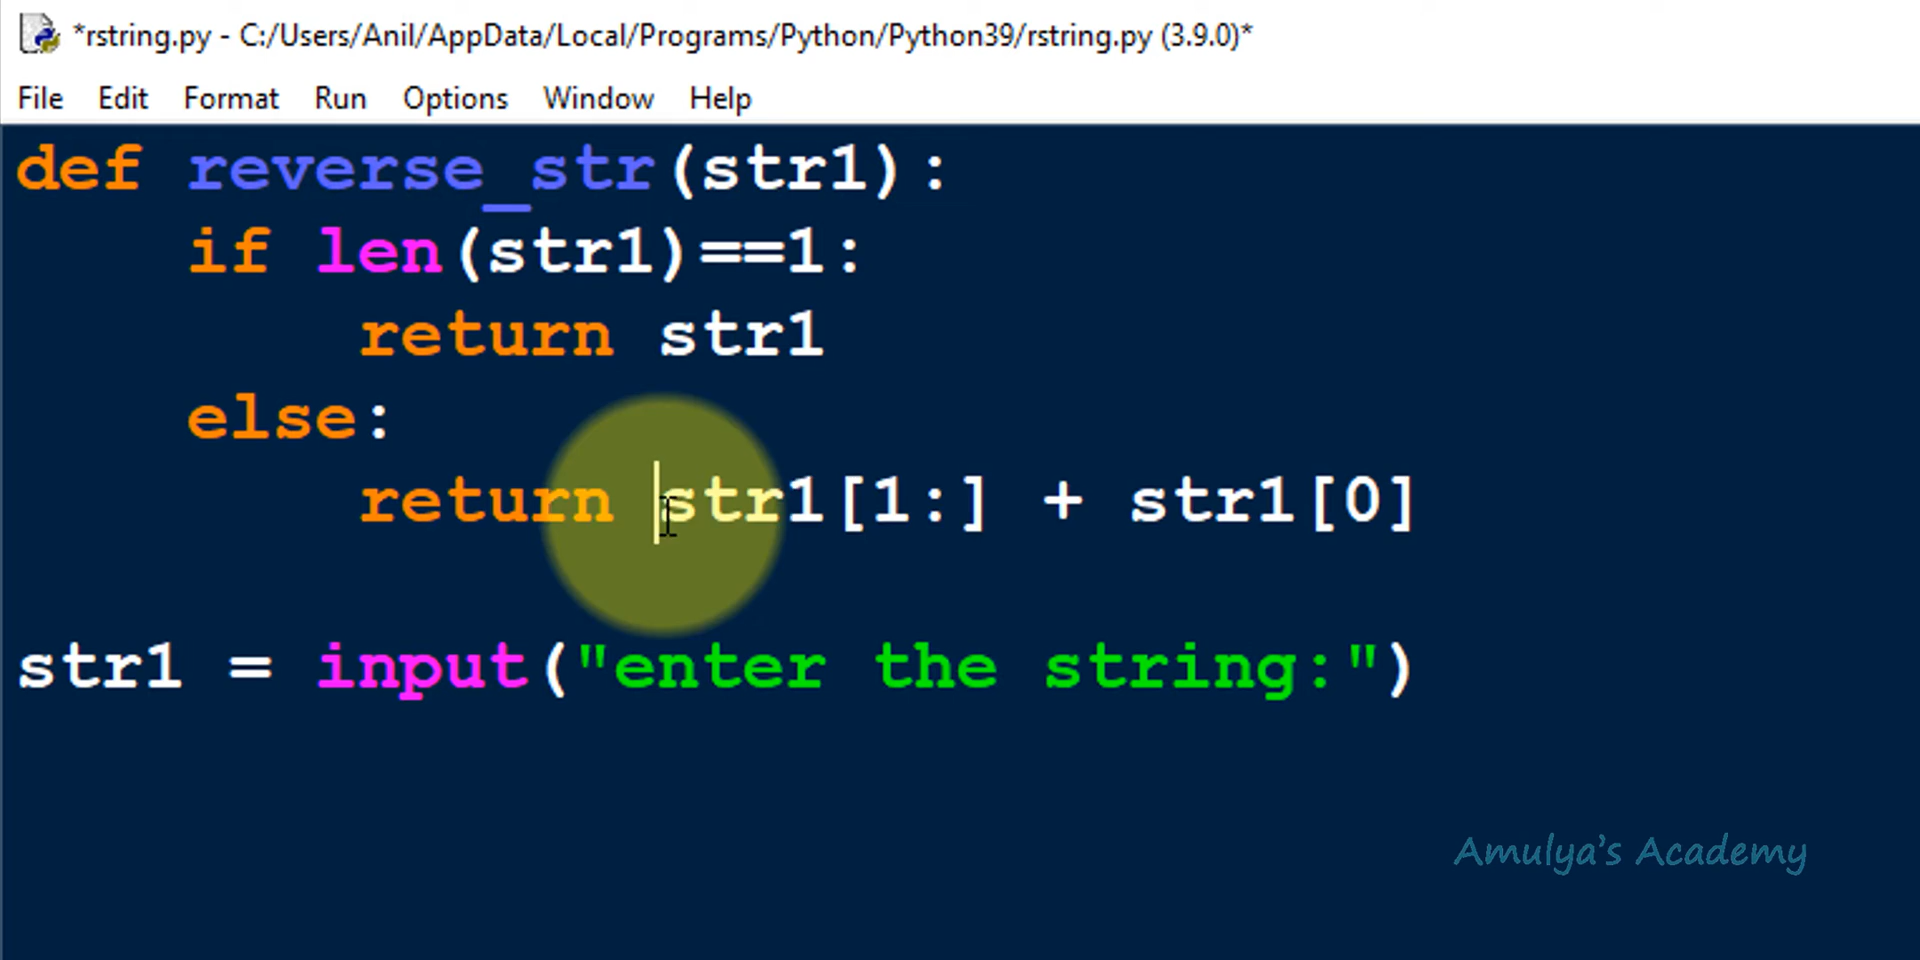 *rstring.py - C:/Users/Anil/AppData/Local/Programs/Python/Python39/rstring.py (3.9.0)*
File Edit Format Run Options Window Help
def reverse_str(str1):
    if len(str1)==1:
        return str1
    else:
        return str1[1:] + str1[0]
str1 = input("enter the string:")
Amulya's Academy